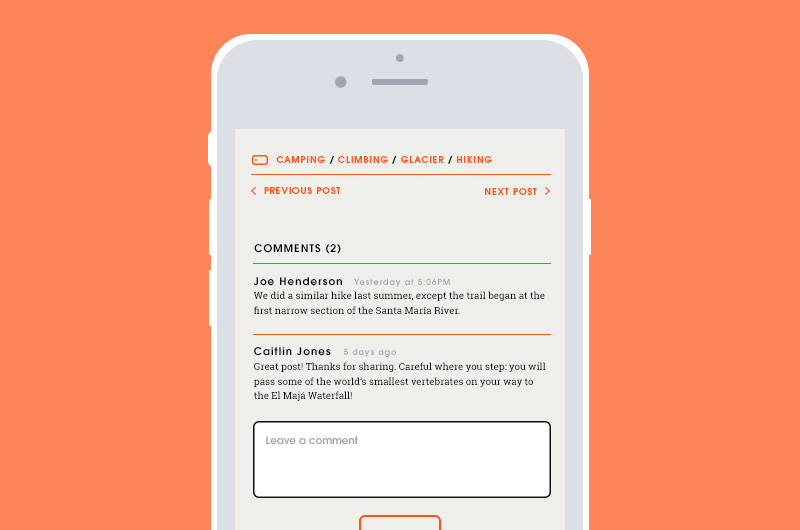 CAMPING / CLIMBING / GLACIER / HIKING
PREVIOUS POST NEXT POST
COMMENTS (2)
Joe Henderson Yesterday at 5:06PM
We did a similar hike last summer, except the trail began at the
first narrow section of the Santa María River.
Caitlin Jones 5 days ago
Great post! Thanks for sharing. Careful where you step: you will
pass some of the world's smallest vertebrates on your way to
the El Majá Waterfall!
Leave a comment